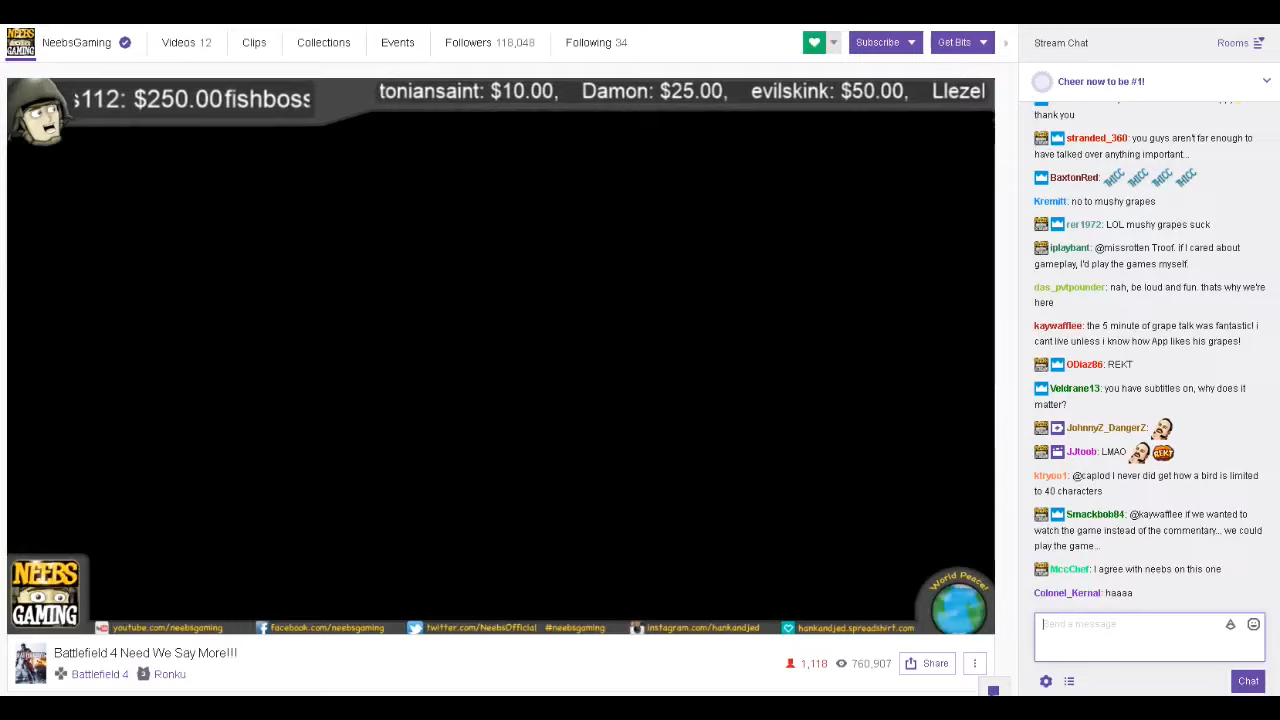 NEEBS GAMING
NeebsGaming
Videos 12
Clips
Collections
Events
Followers 118,048
Following 34
Subscribe
Get Bits
Stream Chat
Rooms
s112: $250.00fishboss
toniansaint: $10.00, Damon: $25.00, evilskink: $50.00, Llezel
Cheer now to be #1!
thank you
stranded_360: you guys aren't far enough to
have talked over anything important...
BaxtonRed: THICC THICC THICC THICC
Kremitt: no to mushy grapes
rer1972: LOL mushy grapes suck
iplaybant: @missrotten Troof. if I cared about
gameplay, I'd play the games myself.
das_pvtpounder: nah, be loud and fun. thats why we're
here
kaywafflee: the 5 minute of grape talk was fantastic! i
cant live unless i know how App likes his grapes!
ODiaz86: REKT
Veldrane13: you have subtitles on, why does it
matter?
JohnnyZ_DangerZ:
JJtoob: LMAO REKT
ktryoo1: @caplod I never did get how a bird is limited
to 40 characters
Smackbob84: @kaywafflee if we wanted to
watch the game instead of the commentary... we could
play the game...
MccChef: I agree with neebs on this one
Colonel_Kernal: haaaa
Send a message
Chat
NEEBS
GAMING
World Peace!
youtube.com/neebsgaming
facebook.com/neebsgaming
twitter.com/NeebsOfficial #neebsgaming
instagram.com/hankandjed
hankandjed.spreadshirt.com
Battlefield 4 Need We Say More!!!
Battlefield 4
Ronku
1,118
760,907
Share